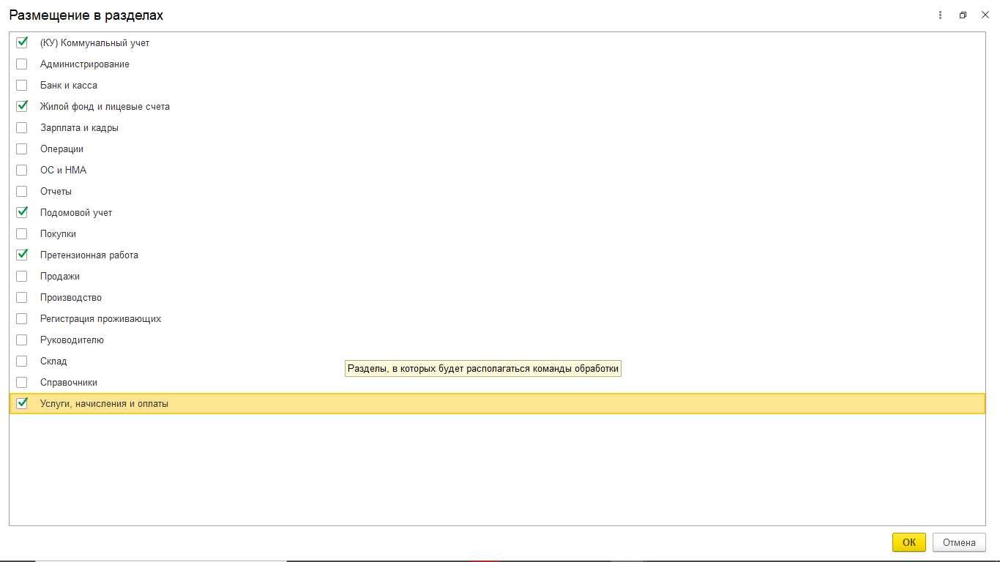 Размещение в разделах
(КУ) Коммунальный учет
Администрирование
Банк и касса
Жилой фонд и лицевые счета
Зарплата и кадры
Операции
ОС и НМА
Отчеты
Подомовой учет
Покупки
Претензионная работа
Продажи
Производство
Регистрация проживающих
Руководителю
Склад
Разделы, в которых будет располагаться команды обработки
Справочники
Услуги, начисления и оплаты
ОК
Отмена